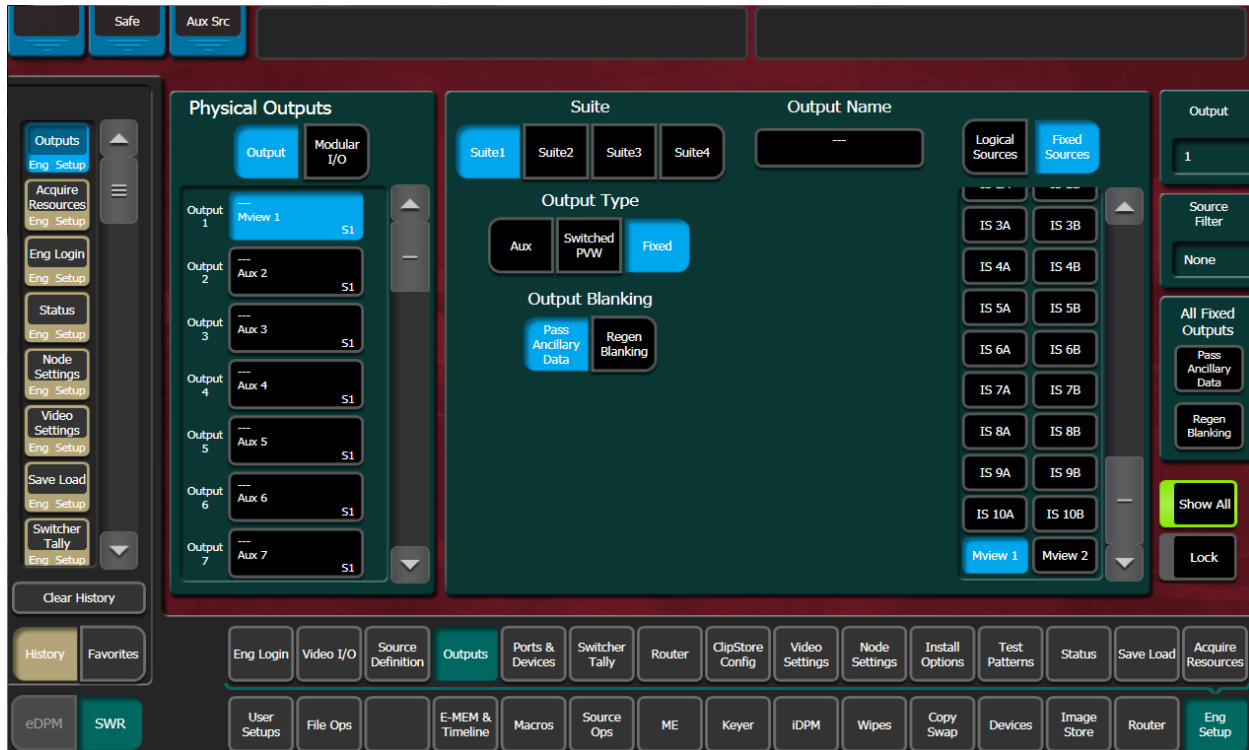 Safe
Aux Src
Outputs
Eng Setup
Acquire
Resources
Eng Setup
Eng Login
Eng Setup
Status
Eng Setup
Node
Settings
Eng Setup
Video
Settings
Eng Setup
Save Load
Eng Setup
Switcher
Tally
Eng Setup
Clear History
History
Favorites
eDPM
SWR
Physical Outputs
Output
Modular
I/O
Output
1
---
Mview 1
S1
Output
2
---
Aux 2
S1
Output
3
---
Aux 3
S1
Output
4
---
Aux 4
S1
Output
5
---
Aux 5
S1
Output
6
---
Aux 6
S1
Output
7
---
Aux 7
S1
Suite
Suite1
Suite2
Suite3
Suite4
Output Type
Aux
Switched
PVW
Fixed
Output Blanking
Pass
Ancillary
Data
Regen
Blanking
Output Name
---
Logical
Sources
Fixed
Sources
IS 3A
IS 3B
IS 4A
IS 4B
IS 5A
IS 5B
IS 6A
IS 6B
IS 7A
IS 7B
IS 8A
IS 8B
IS 9A
IS 9B
IS 10A
IS 10B
Mview 1
Mview 2
Output
1
Source
Filter
None
All Fixed
Outputs
Pass
Ancillary
Data
Regen
Blanking
Show All
Lock
Eng Login
Video I/O
Source
Definition
Outputs
Ports &
Devices
Switcher
Tally
Router
ClipStore
Config
Video
Settings
Node
Settings
Install
Options
Test
Patterns
Status
Save Load
Acquire
Resources
User
Setups
File Ops
E-MEM &
Timeline
Macros
Source
Ops
ME
Keyer
iDPM
Wipes
Copy
Swap
Devices
Image
Store
Router
Eng
Setup